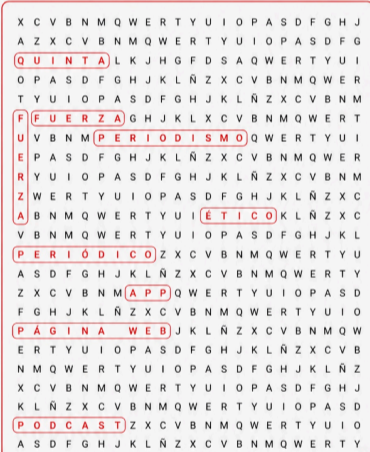 X C V B N M Q W E R T Y U I O P A S D F G H J
A Z X C V B N M Q W E R T Y U I O P A S D F G
Q U I N T A L K J H G F D S A Q W E R T Y U I
O P A S D F G H J K L Ñ Z X C V B N M Q W E R
T Y U I O P A S D F G H J K L Ñ Z X C V B N M
F F U E R Z A G H J K L X C V B N M Q W E R T
U V B N M P E R I O D I S M O Q W E R T Y U I
E P A S D F G H J K L Ñ Z X C V B N M Q W E R
R Y U I O P A S D F G H J K L Ñ Z X C V B N M
Z W E R T Y U I O P A S D F G H J K L Ñ Z X C
A B N M Q W E R T Y U I É T I C O K L Ñ Z X C
V B N M Q W E R T Y U I O P A S D F G H J K L
P E R I Ó D I C O Z X C V B N M Q W E R T Y U
A S D F G H J K L Ñ Z X C V B N M Q W E R T Y
Z X C V B N M A P P Q W E R T Y U I O P A S D
F G H J K L Ñ Z X C V B N M Q W E R T Y U I O
P Á G I N A W E B J K L Ñ Z X C V B N M Q W
E R T Y U I O P A S D F G H J K L Ñ Z X C V B
N M Q W E R T Y U I O P A S D F G H J K L Ñ Z
X C V B N M Q W E R T Y U I O P A S D F G H J
K L Ñ Z X C V B N M Q W E R T Y U I O P A S D
P O D C A S T Z X C V B N M Q W E R T Y U I O
A S D F G H J K L Ñ Z X C V B N M Q W E R T Y